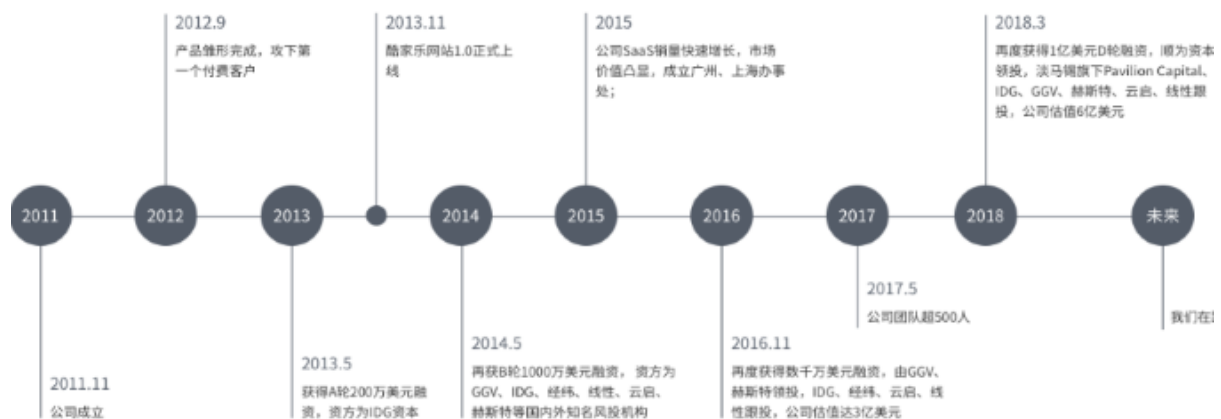 2012.9
产品雏形完成，攻下第
一个付费客户
2013.11
酷家乐网站1.0正式上
线
2015
公司SaaS销量快速增长，市场
价值凸显，成立广州、上海办事
处；
2018.3
再度获得1亿美元D轮融资，顺为资本
领投，淡马锡旗下Pavilion Capital、
IDG、GGV、赫斯特、云启、线性跟
投，公司估值6亿美元
2011
2012
2013
2014
2015
2016
2017
2018
未来
2011.11
公司成立
2013.5
获得A轮200万美元融
资，资方为IDG资本
2014.5
再获B轮1000万美元融资， 资方为
GGV、IDG、经纬、线性、云启、
赫斯特等国内外知名风投机构
2016.11
再度获得数千万美元融资，由GGV、
赫斯特领投，IDG、经纬、云启、线
性跟投，公司估值达3亿美元
2017.5
公司团队超500人
我们在